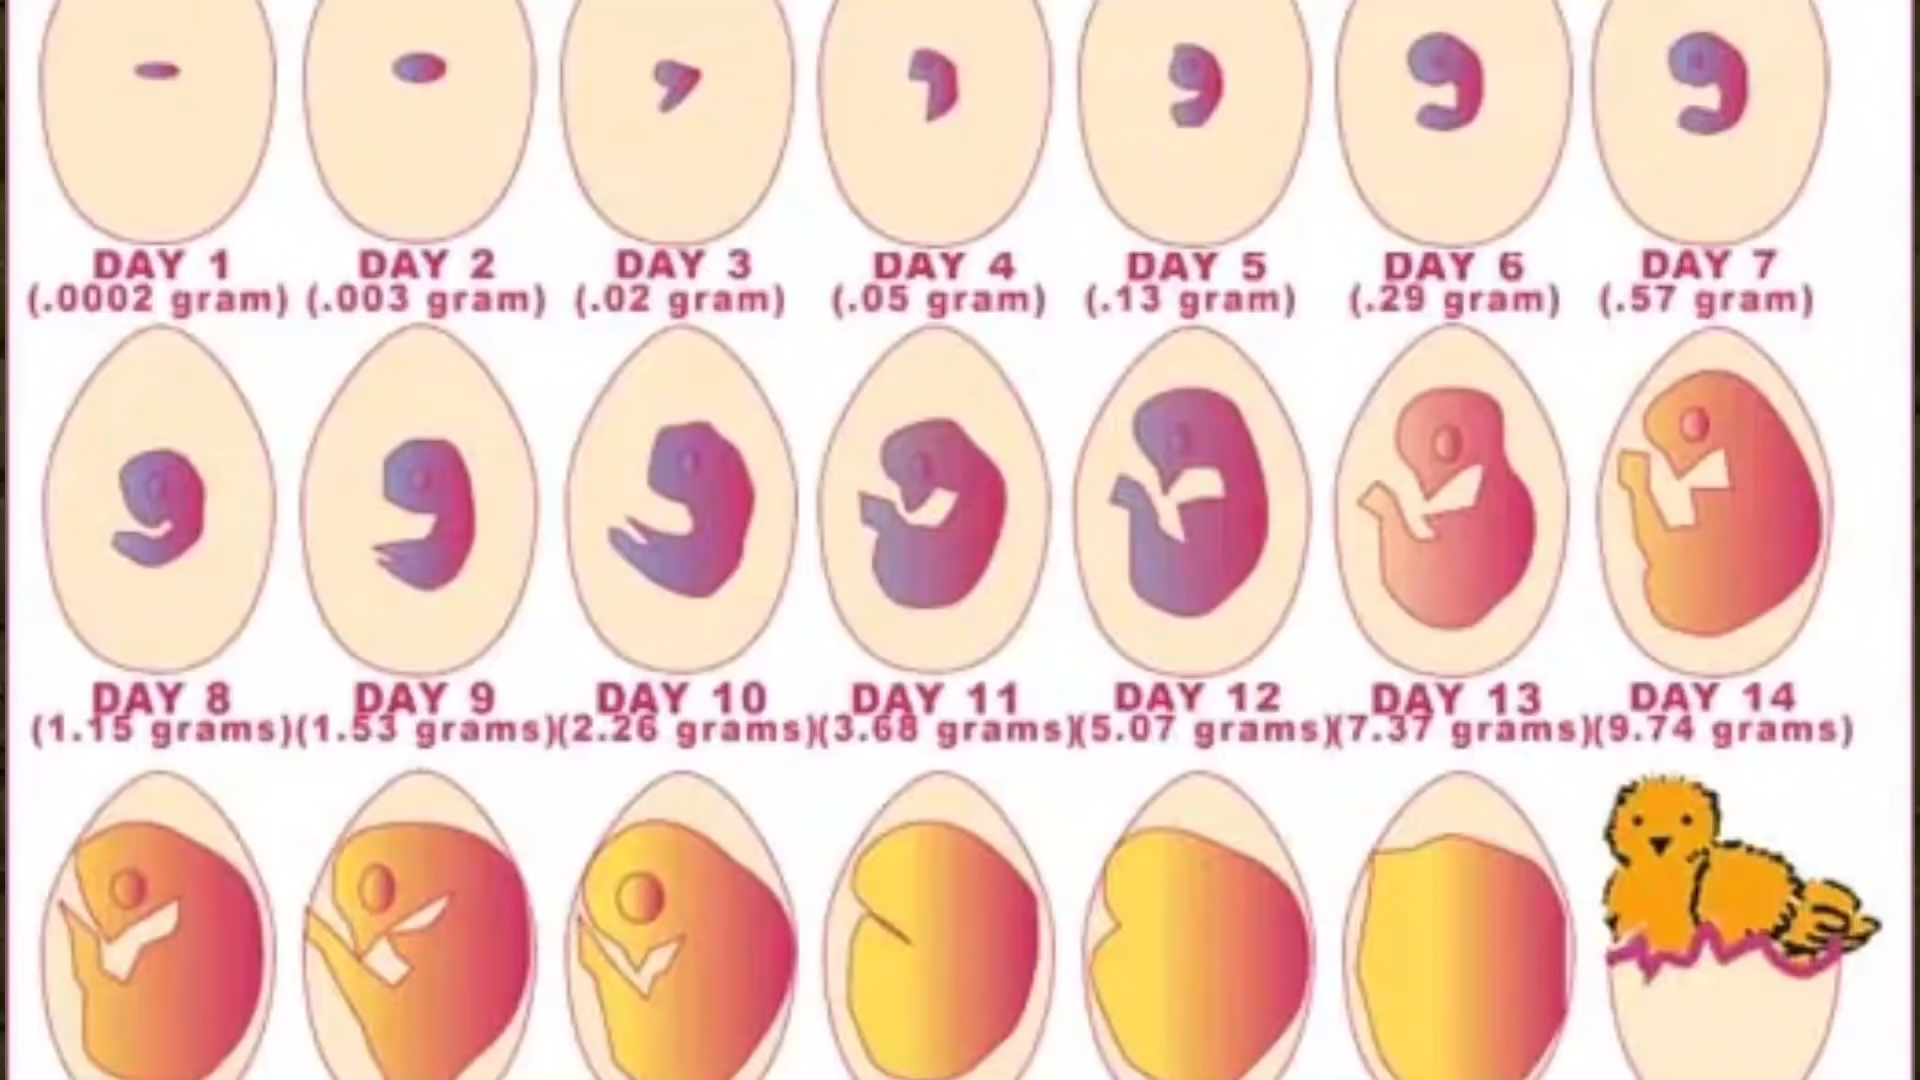 DAY 1 DAY 2 DAY 3 DAY 4 DAY 5 DAY 6 DAY 7
(.0002 gram) (.003 gram) (.02 gram) (.05 gram) (.13 gram) (.29 gram) (.57 gram)
DAY 8 DAY 9 DAY 10 DAY 11 DAY 12 DAY 13 DAY 14
(1.15 grams)(1.53 grams)(2.26 grams)(3.68 grams)(5.07 grams)(7.37 grams)(9.74 grams)